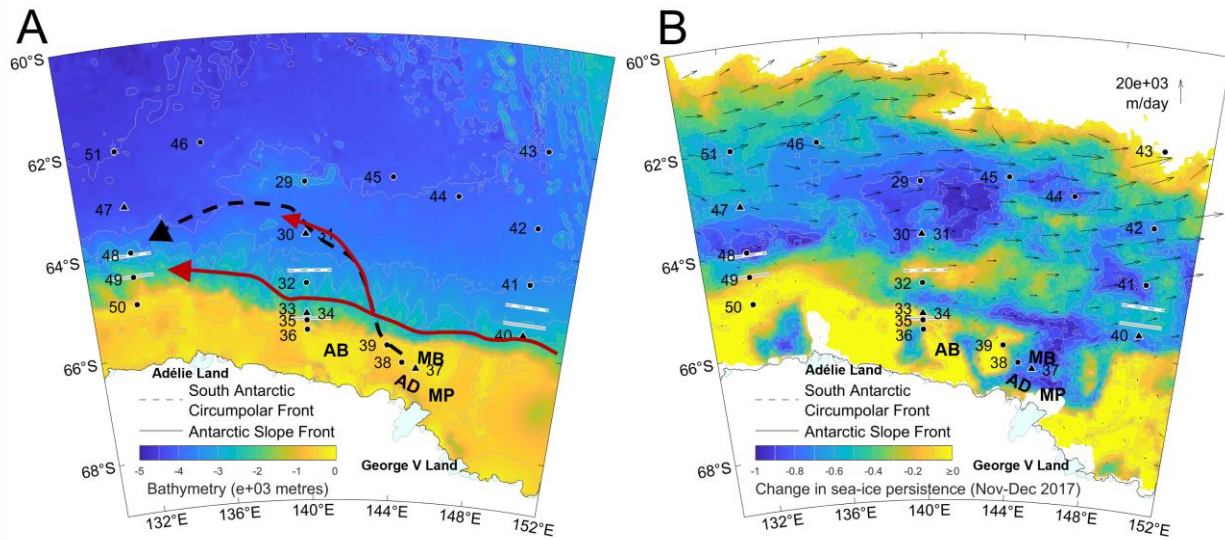 A
60°S
62°S
64°S
66°S
68°S
51
46
43
29
45
44
47
42
30 31
48
49
32
41
50
33 34
35
36
40
39
38
37
AB
MB
AD
MP
Adélie Land
South Antarctic
Circumpolar Front
Antarctic Slope Front
-5 -4 -3 -2 -1 0
Bathymetry (e+03 metres)
George V Land
132°E 136°E 140°E 144°E 148°E 152°E
B
60°S
62°S
64°S
66°S
68°S
20e+03
m/day
51
46
43
29
45
44
47
42
30 31
48
49
32
41
50
33 34
35
36
40
39
38
37
AB
MB
AD
MP
Adélie Land
South Antarctic
Circumpolar Front
Antarctic Slope Front
-1 -0.8 -0.6 -0.4 -0.2 ≥0
Change in sea-ice persistence (Nov-Dec 2017)
George V Land
132°E 136°E 140°E 144°E 148°E 152°E